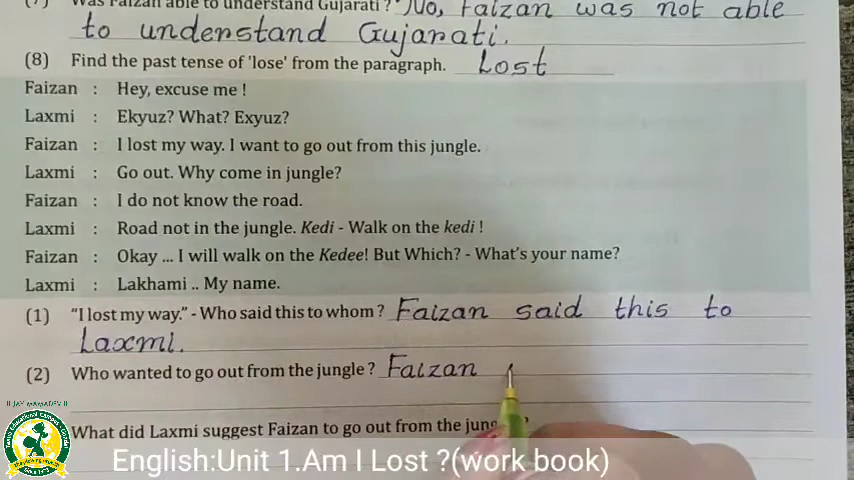 (7) Was Faizan able to understand Gujarati? No, Faizan was not able
to understand Gujarati.
(8) Find the past tense of 'lose' from the paragraph. Lost
Faizan : Hey, excuse me !
Laxmi : Ekyuz? What? Exyuz?
Faizan : I lost my way. I want to go out from this jungle.
Laxmi : Go out. Why come in jungle?
Faizan : I do not know the road.
Laxmi : Road not in the jungle. Kedi - Walk on the kedi !
Faizan : Okay ... I will walk on the Kedee! But Which? - What's your name?
Laxmi : Lakhami .. My name.
(1) "I lost my way." - Who said this to whom ? Faizan said this to
Laxmi.
(2) Who wanted to go out from the jungle ? Faizan
What did Laxmi suggest Faizan to go out from the
|| JAY MAMADEV ||
English:Unit 1.Am I Lost ?(work book)